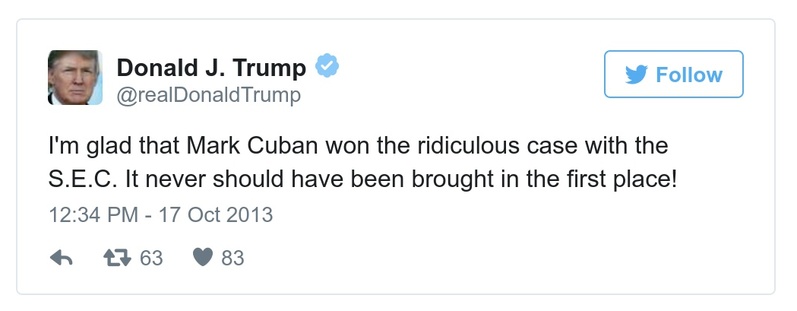 Donald J. Trump
@realDonaldTrump
Follow
I'm glad that Mark Cuban won the ridiculous case with the
S.E.C. It never should have been brought in the first place!
12:34 PM - 17 Oct 2013
63 83